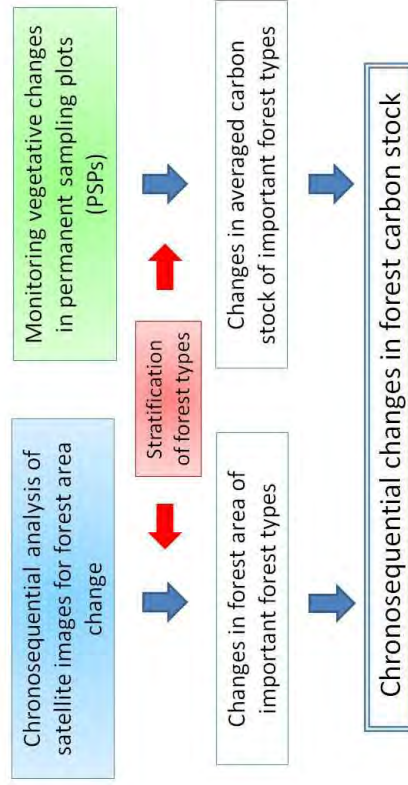 Chronosequential analysis of
satellite images for forest area
change
Monitoring vegetative changes
in permanent sampling plots
(PSPs)
Stratification
of forest types
Changes in forest area of
important forest types
Changes in averaged carbon
stock of important forest types
Chronosequential changes in forest carbon stock